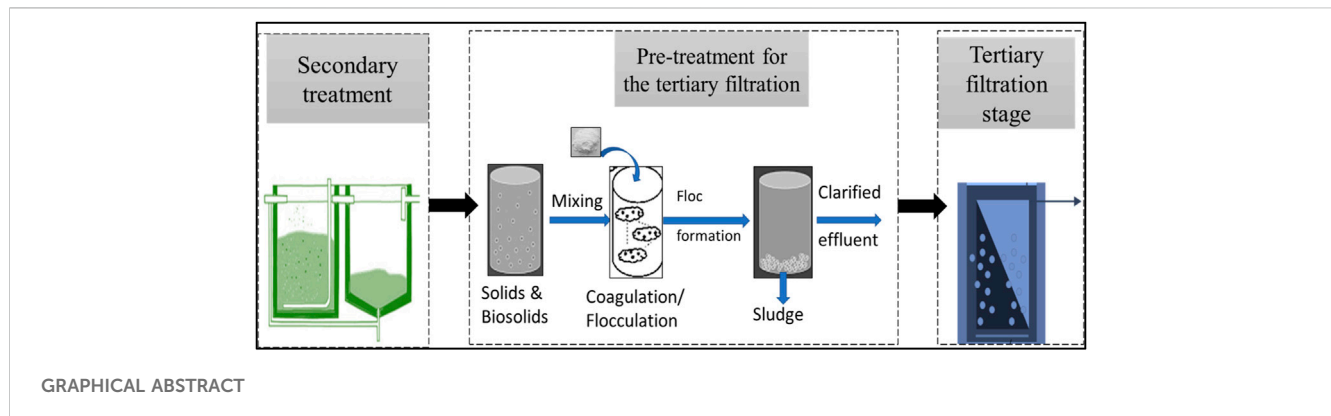 Secondary
treatment
Pre-treatment for
the tertiary filtration
Tertiary
filtration
stage
Mixing
Floc
formation
Clarified
effluent
Solids &
Biosolids
Coagulation/
Flocculation
Sludge
GRAPHICAL ABSTRACT